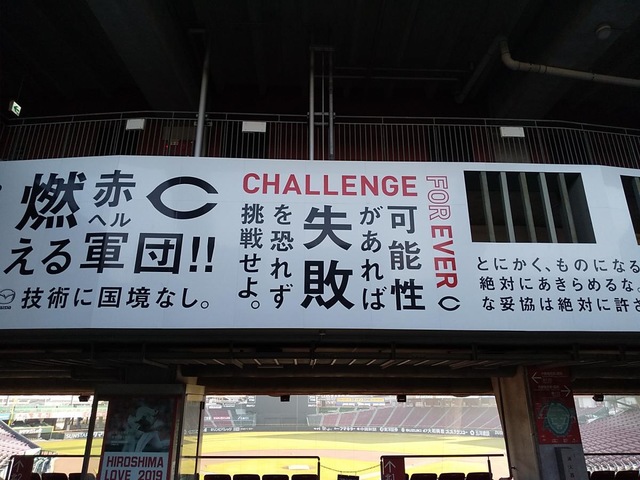 燃える赤ヘル軍団!!
技術に国境なし。
CHALLENGE
FOR EVER
可能性
があれば
失敗
を恐れず
挑戦せよ。
とにかく、ものになる
絶対にあきらめるな。
な妥協は絶対に許さ
HIROSHIMA
LOVE 2019